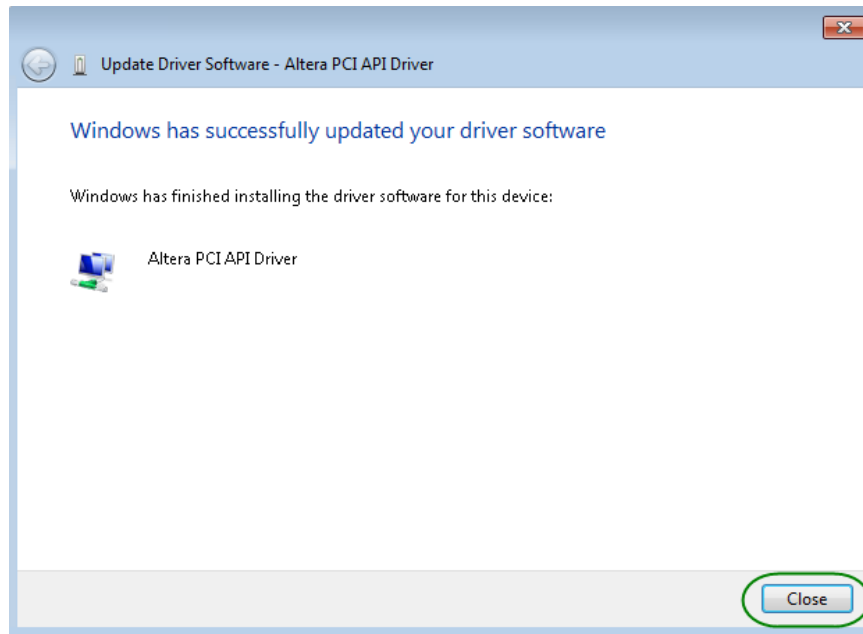 Update Driver Software - Altera PCI API Driver
Windows has successfully updated your driver software
Windows has finished installing the driver software for this device:
Altera PCI API Driver
Close